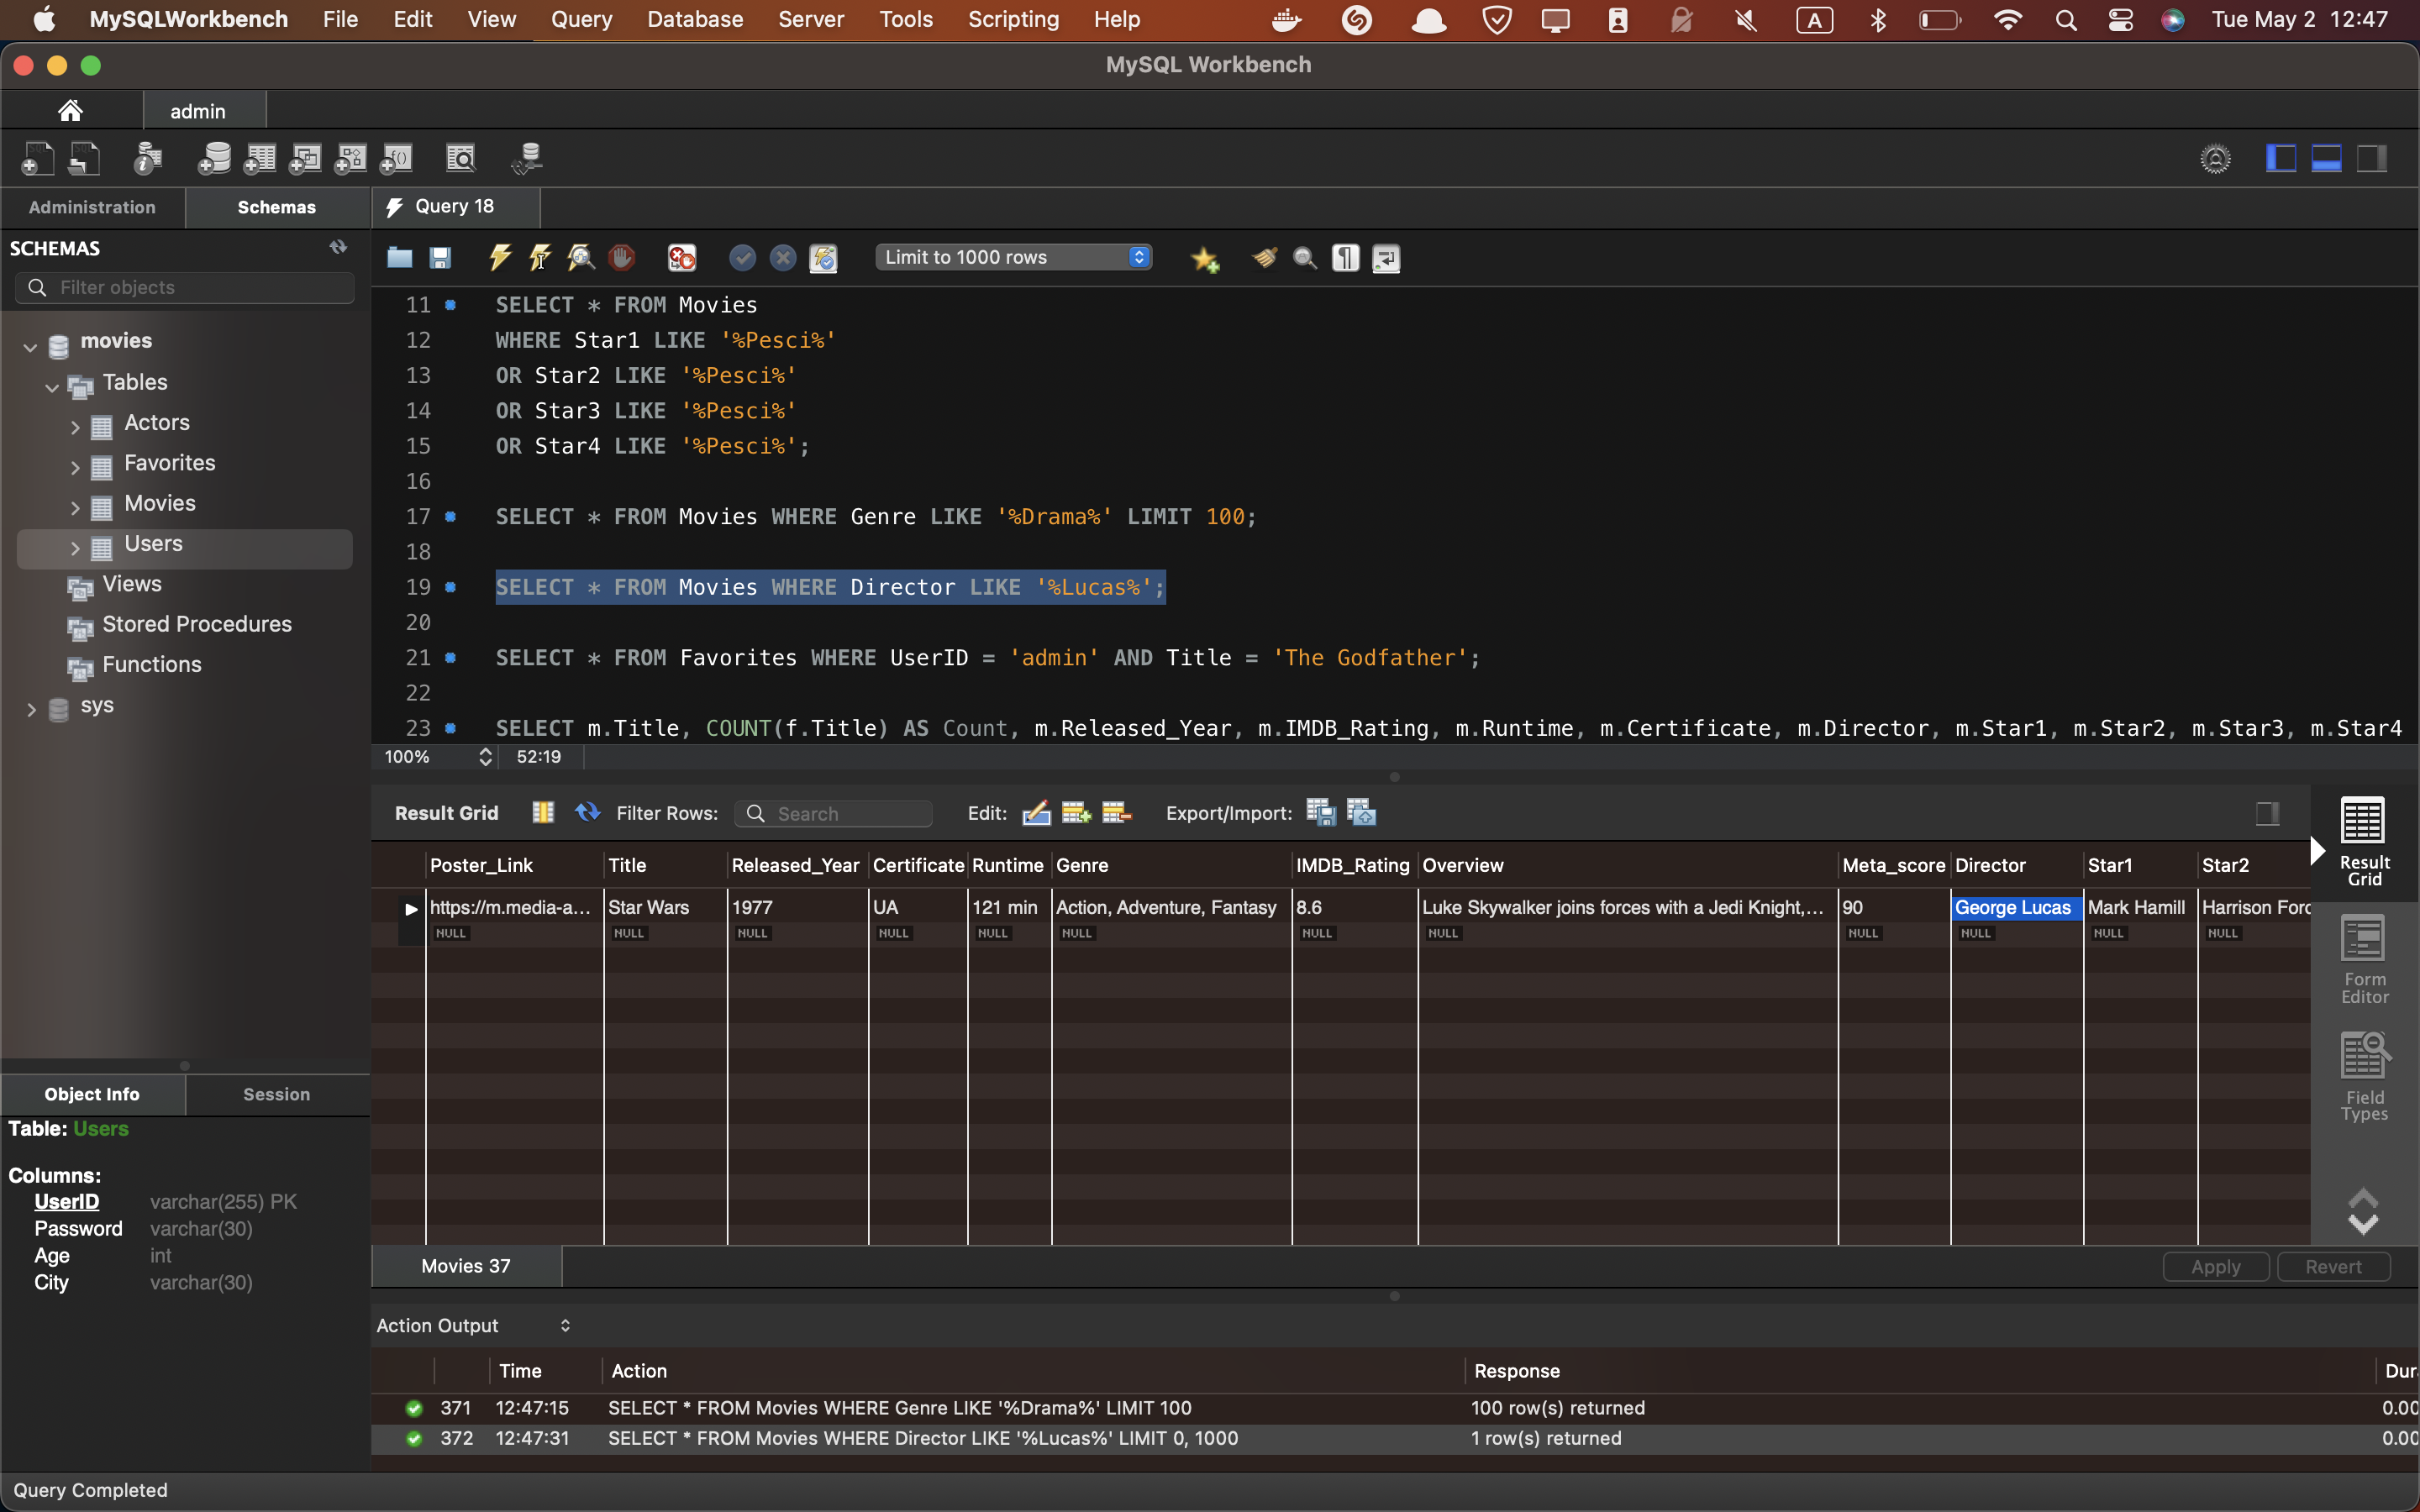 MySQLWorkbench File Edit View Query Database Server Tools Scripting Help A Tue May 2 12:47
MySQL Workbench
admin
Administration Schemas Query 18
SCHEMAS
Filter objects
Limit to 1000 rows
movies
Tables
Actors
Favorites
Movies
Users
Views
Stored Procedures
Functions
sys
11 SELECT * FROM Movies
12 WHERE Star1 LIKE '%Pesci%'
13 OR Star2 LIKE '%Pesci%'
14 OR Star3 LIKE '%Pesci%'
15 OR Star4 LIKE '%Pesci%';
16
17 SELECT * FROM Movies WHERE Genre LIKE '%Drama%' LIMIT 100;
18
19 SELECT * FROM Movies WHERE Director LIKE '%Lucas%';
20
21 SELECT * FROM Favorites WHERE UserID = 'admin' AND Title = 'The Godfather';
22
23 SELECT m.Title, COUNT(f.Title) AS Count, m.Released_Year, m.IMDB_Rating, m.Runtime, m.Certificate, m.Director, m.Star1, m.Star2, m.Star3, m.Star4
100% 52:19
Result Grid Filter Rows: Search Edit: Export/Import:
Poster_Link Title Released_Year Certificate Runtime Genre IMDB_Rating Overview Meta_score Director Star1 Star2
https://m.media-a... Star Wars 1977 UA 121 min Action, Adventure, Fantasy 8.6 Luke Skywalker joins forces with a Jedi Knight,... 90 George Lucas Mark Hamill Harrison Ford
NULL NULL NULL NULL NULL NULL NULL NULL NULL NULL NULL NULL
Result
Grid
Form
Editor
Field
Types
Object Info Session
Table: Users
Columns:
UserID varchar(255) PK
Password varchar(30)
Age int
City varchar(30)
Movies 37 Apply Revert
Action Output
Time Action Response Dur
371 12:47:15 SELECT * FROM Movies WHERE Genre LIKE '%Drama%' LIMIT 100 100 row(s) returned 0.00
372 12:47:31 SELECT * FROM Movies WHERE Director LIKE '%Lucas%' LIMIT 0, 1000 1 row(s) returned 0.00
Query Completed